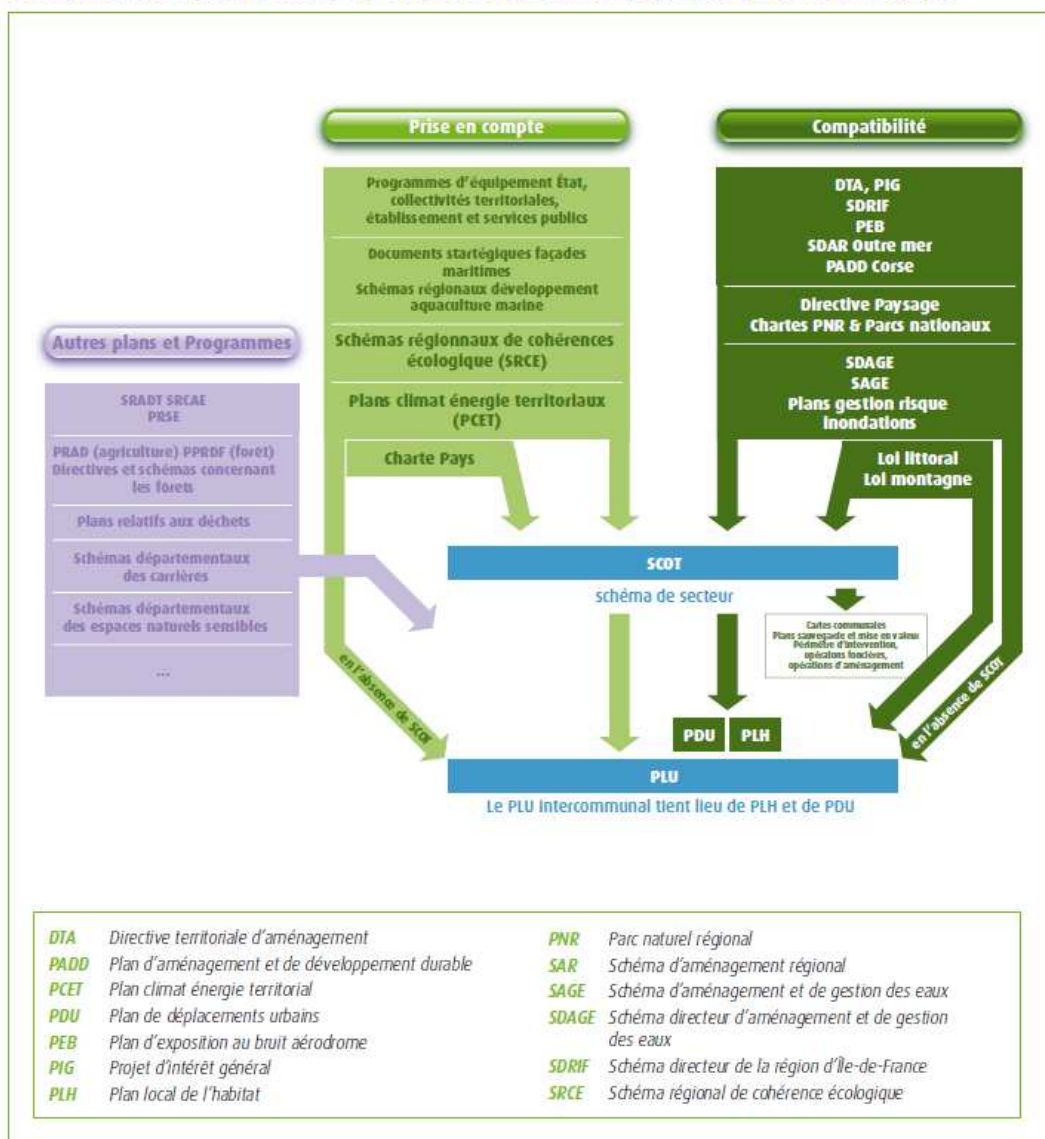 Prise en compte
Programmes d'équipement État,
collectivités territoriales,
établissement et services publics
Documents startégiques façades
maritimes
Schémas régionaux développement
aquaculture marine
Schémas régionnaux de cohérences
écologique (SRCE)
Plans climat énergie territoriaux
(PCET)
Charte Pays
Compatibilité
DTA, PIG
SDRIF
PEB
SDAR Outre mer
PADD Corse
Directive Paysage
Chartes PNR & Parcs nationaux
SDAGE
SAGE
Plans gestion risque
inondations
Loi littoral
Loi montagne
Autres plans et Programmes
SRADT SRCAE
PRSE
PRAD (agriculture) PPRDF (forêt)
Directives et schémas concernant
les forets
Plans relatifs aux déchets
Schémas départementaux
des carrières
Schémas départementaux
des espaces naturels sensibles
...
SCOT
schéma de secteur
Cartes communales
Plans sauvegarde et mise en valeur
Périmètre d'intervention,
opérations foncières,
opérations d'aménagement
en l'absence de SCOT
en l'absence de SCOT
PDU
PLH
PLU
Le PLU intercommunal tient lieu de PLH et de PDU
DTA Directive territoriale d'aménagement
PADD Plan d'aménagement et de développement durable
PCET Plan climat énergie territorial
PDU Plan de déplacements urbains
PEB Plan d'exposition au bruit aérodrome
PIG Projet d'intérêt général
PLH Plan local de l'habitat
PNR Parc naturel régional
SAR Schéma d'aménagement régional
SAGE Schéma d'aménagement et de gestion des eaux
SDAGE Schéma directeur d'aménagement et de gestion
des eaux
SDRIF Schéma directeur de la région d'Île-de-France
SRCE Schéma régional de cohérence écologique